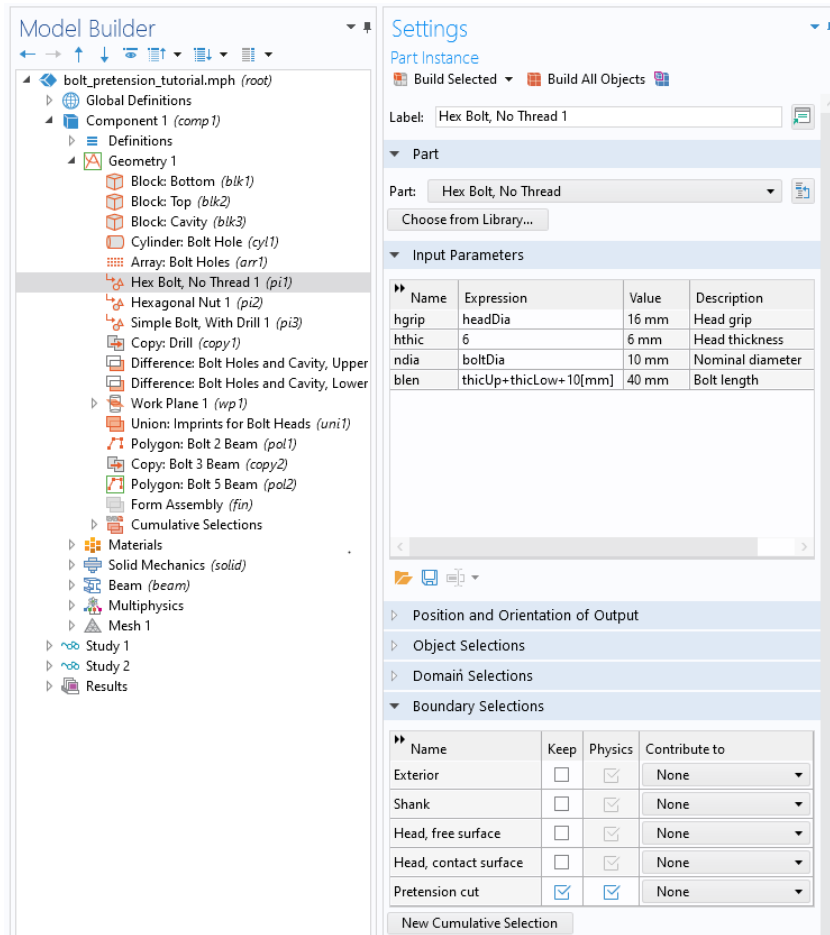 Model Builder
bolt_pretension_tutorial.mph (root)
Global Definitions
Component 1 (comp1)
Definitions
Geometry 1
Block: Bottom (blk1)
Block: Top (blk2)
Block: Cavity (blk3)
Cylinder: Bolt Hole (cyl1)
Array: Bolt Holes (arr1)
Hex Bolt, No Thread 1 (pi1)
Hexagonal Nut 1 (pi2)
Simple Bolt, With Drill 1 (pi3)
Copy: Drill (copy1)
Difference: Bolt Holes and Cavity, Upper
Difference: Bolt Holes and Cavity, Lower
Work Plane 1 (wp1)
Union: Imprints for Bolt Heads (uni1)
Polygon: Bolt 2 Beam (pol1)
Copy: Bolt 3 Beam (copy2)
Polygon: Bolt 5 Beam (pol2)
Form Assembly (fin)
Cumulative Selections
Materials
Solid Mechanics (solid)
Beam (beam)
Multiphysics
Mesh 1
Study 1
Study 2
Results
Settings
Part Instance
Build Selected Build All Objects
Label: Hex Bolt, No Thread 1
Part
Part: Hex Bolt, No Thread
Choose from Library...
Input Parameters
Name Expression Value Description
hgrip headDia 16 mm Head grip
hthic 6 6 mm Head thickness
ndia boltDia 10 mm Nominal diameter
blen thicUp+thicLow+10[mm] 40 mm Bolt length
Position and Orientation of Output
Object Selections
Domain Selections
Boundary Selections
Name Keep Physics Contribute to
Exterior None
Shank None
Head, free surface None
Head, contact surface None
Pretension cut None
New Cumulative Selection